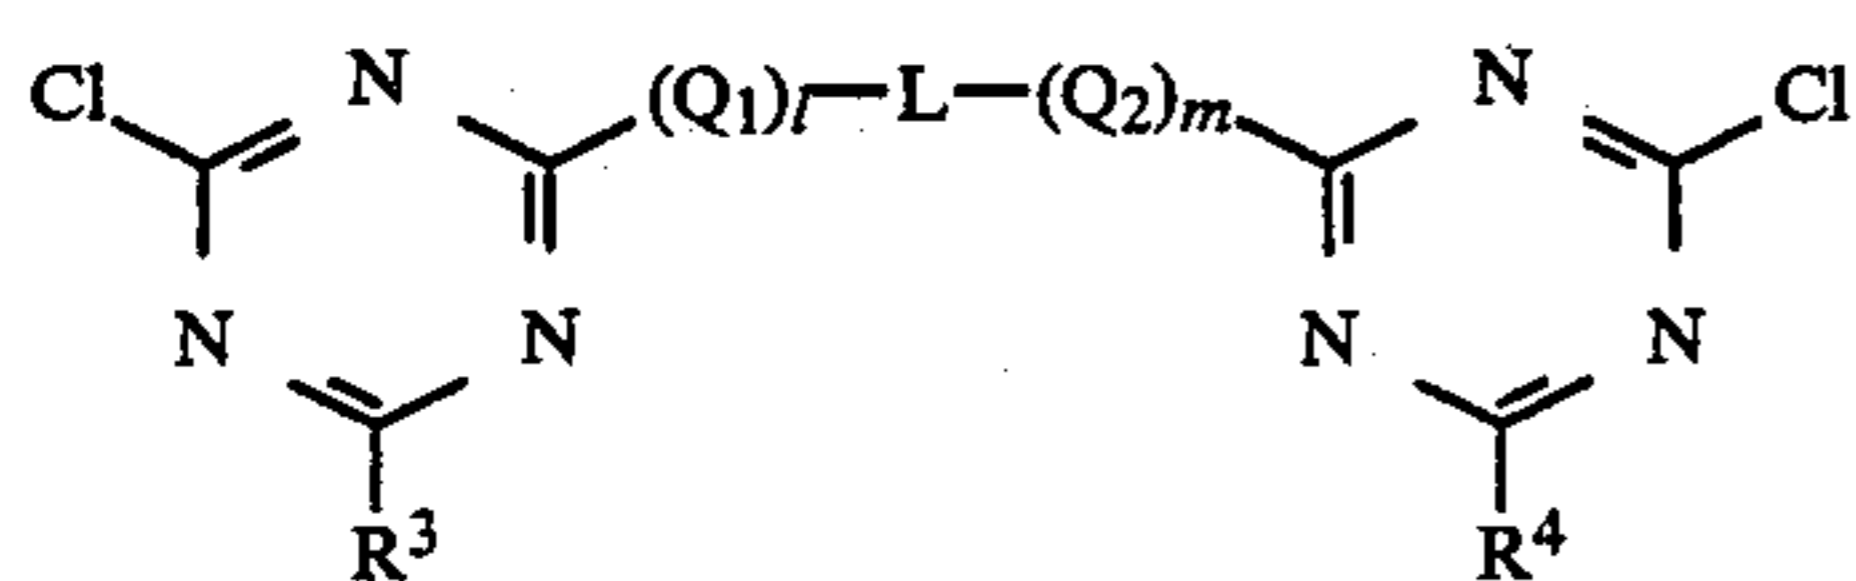 Cl N (Q1)l—L—(Q2)m N Cl
N N N N
R3 R4